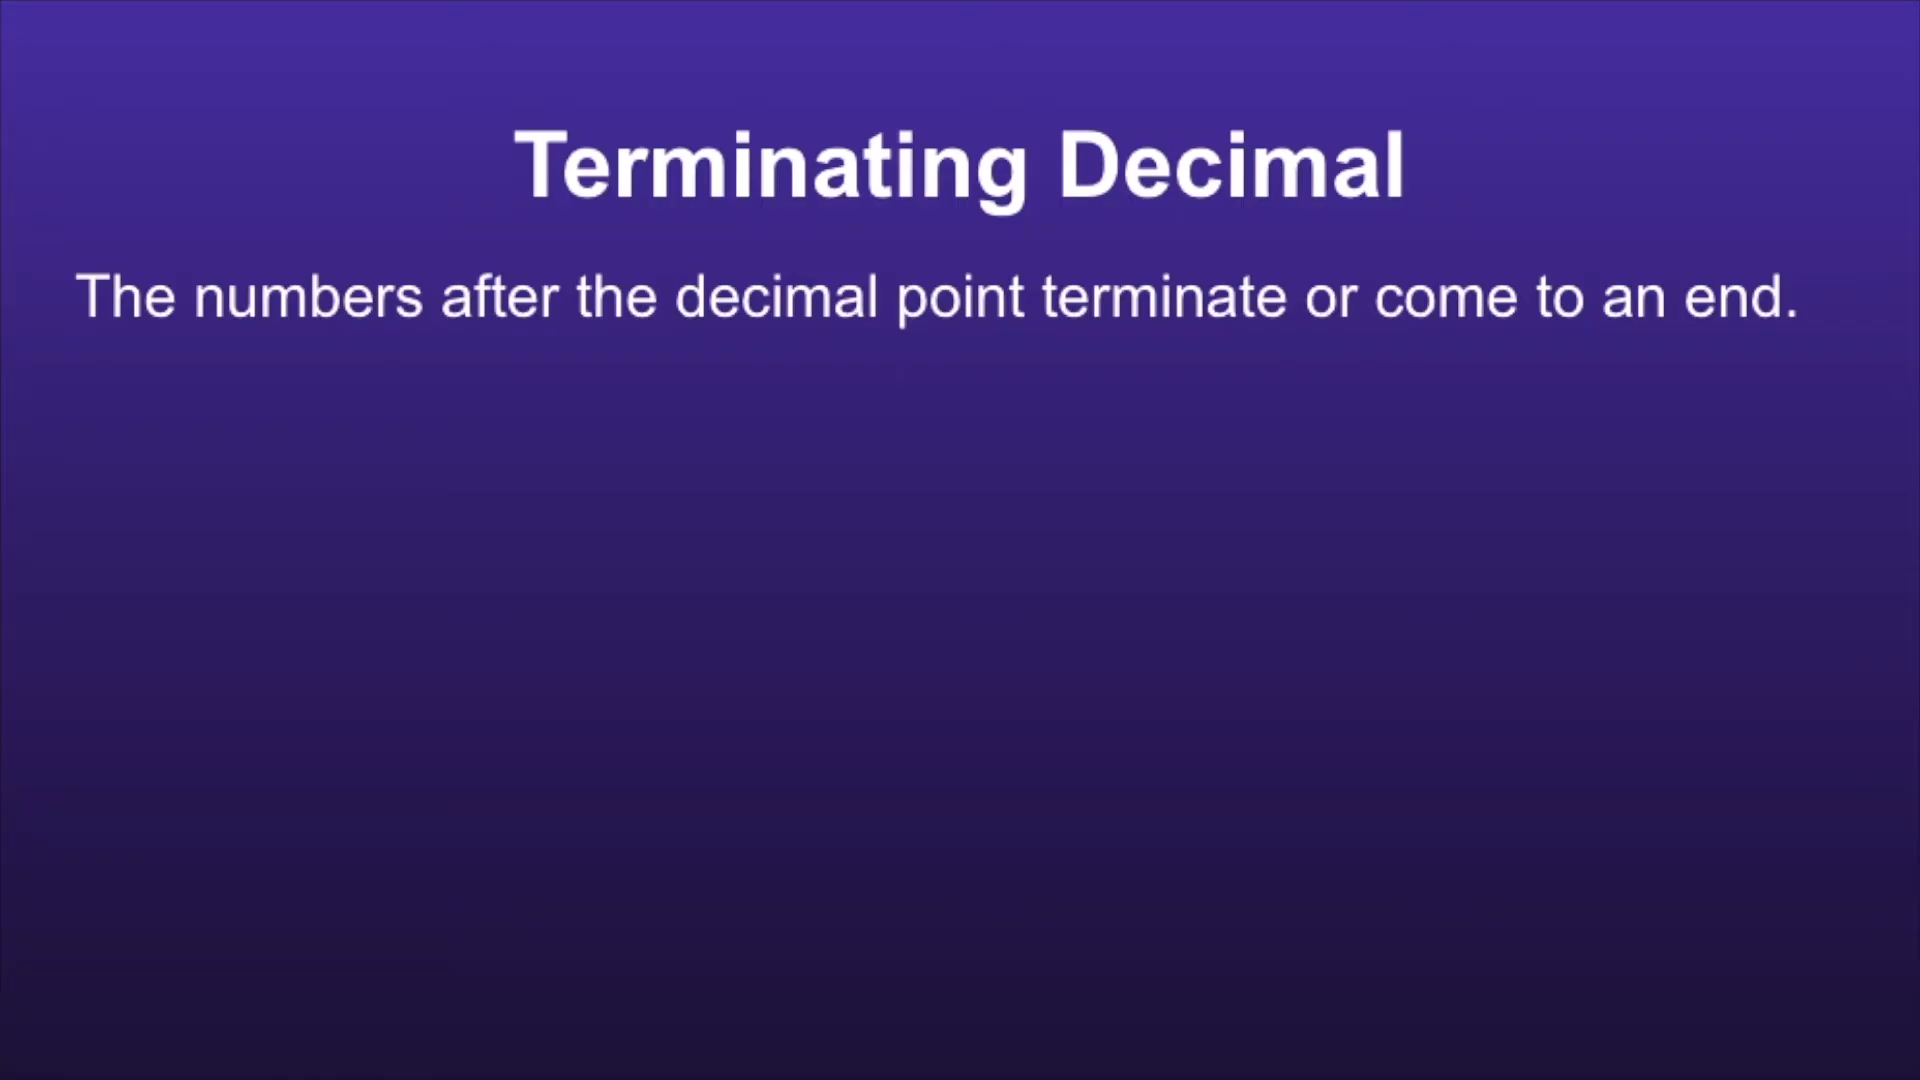 Terminating Decimal
The numbers after the decimal point terminate or come to an end.